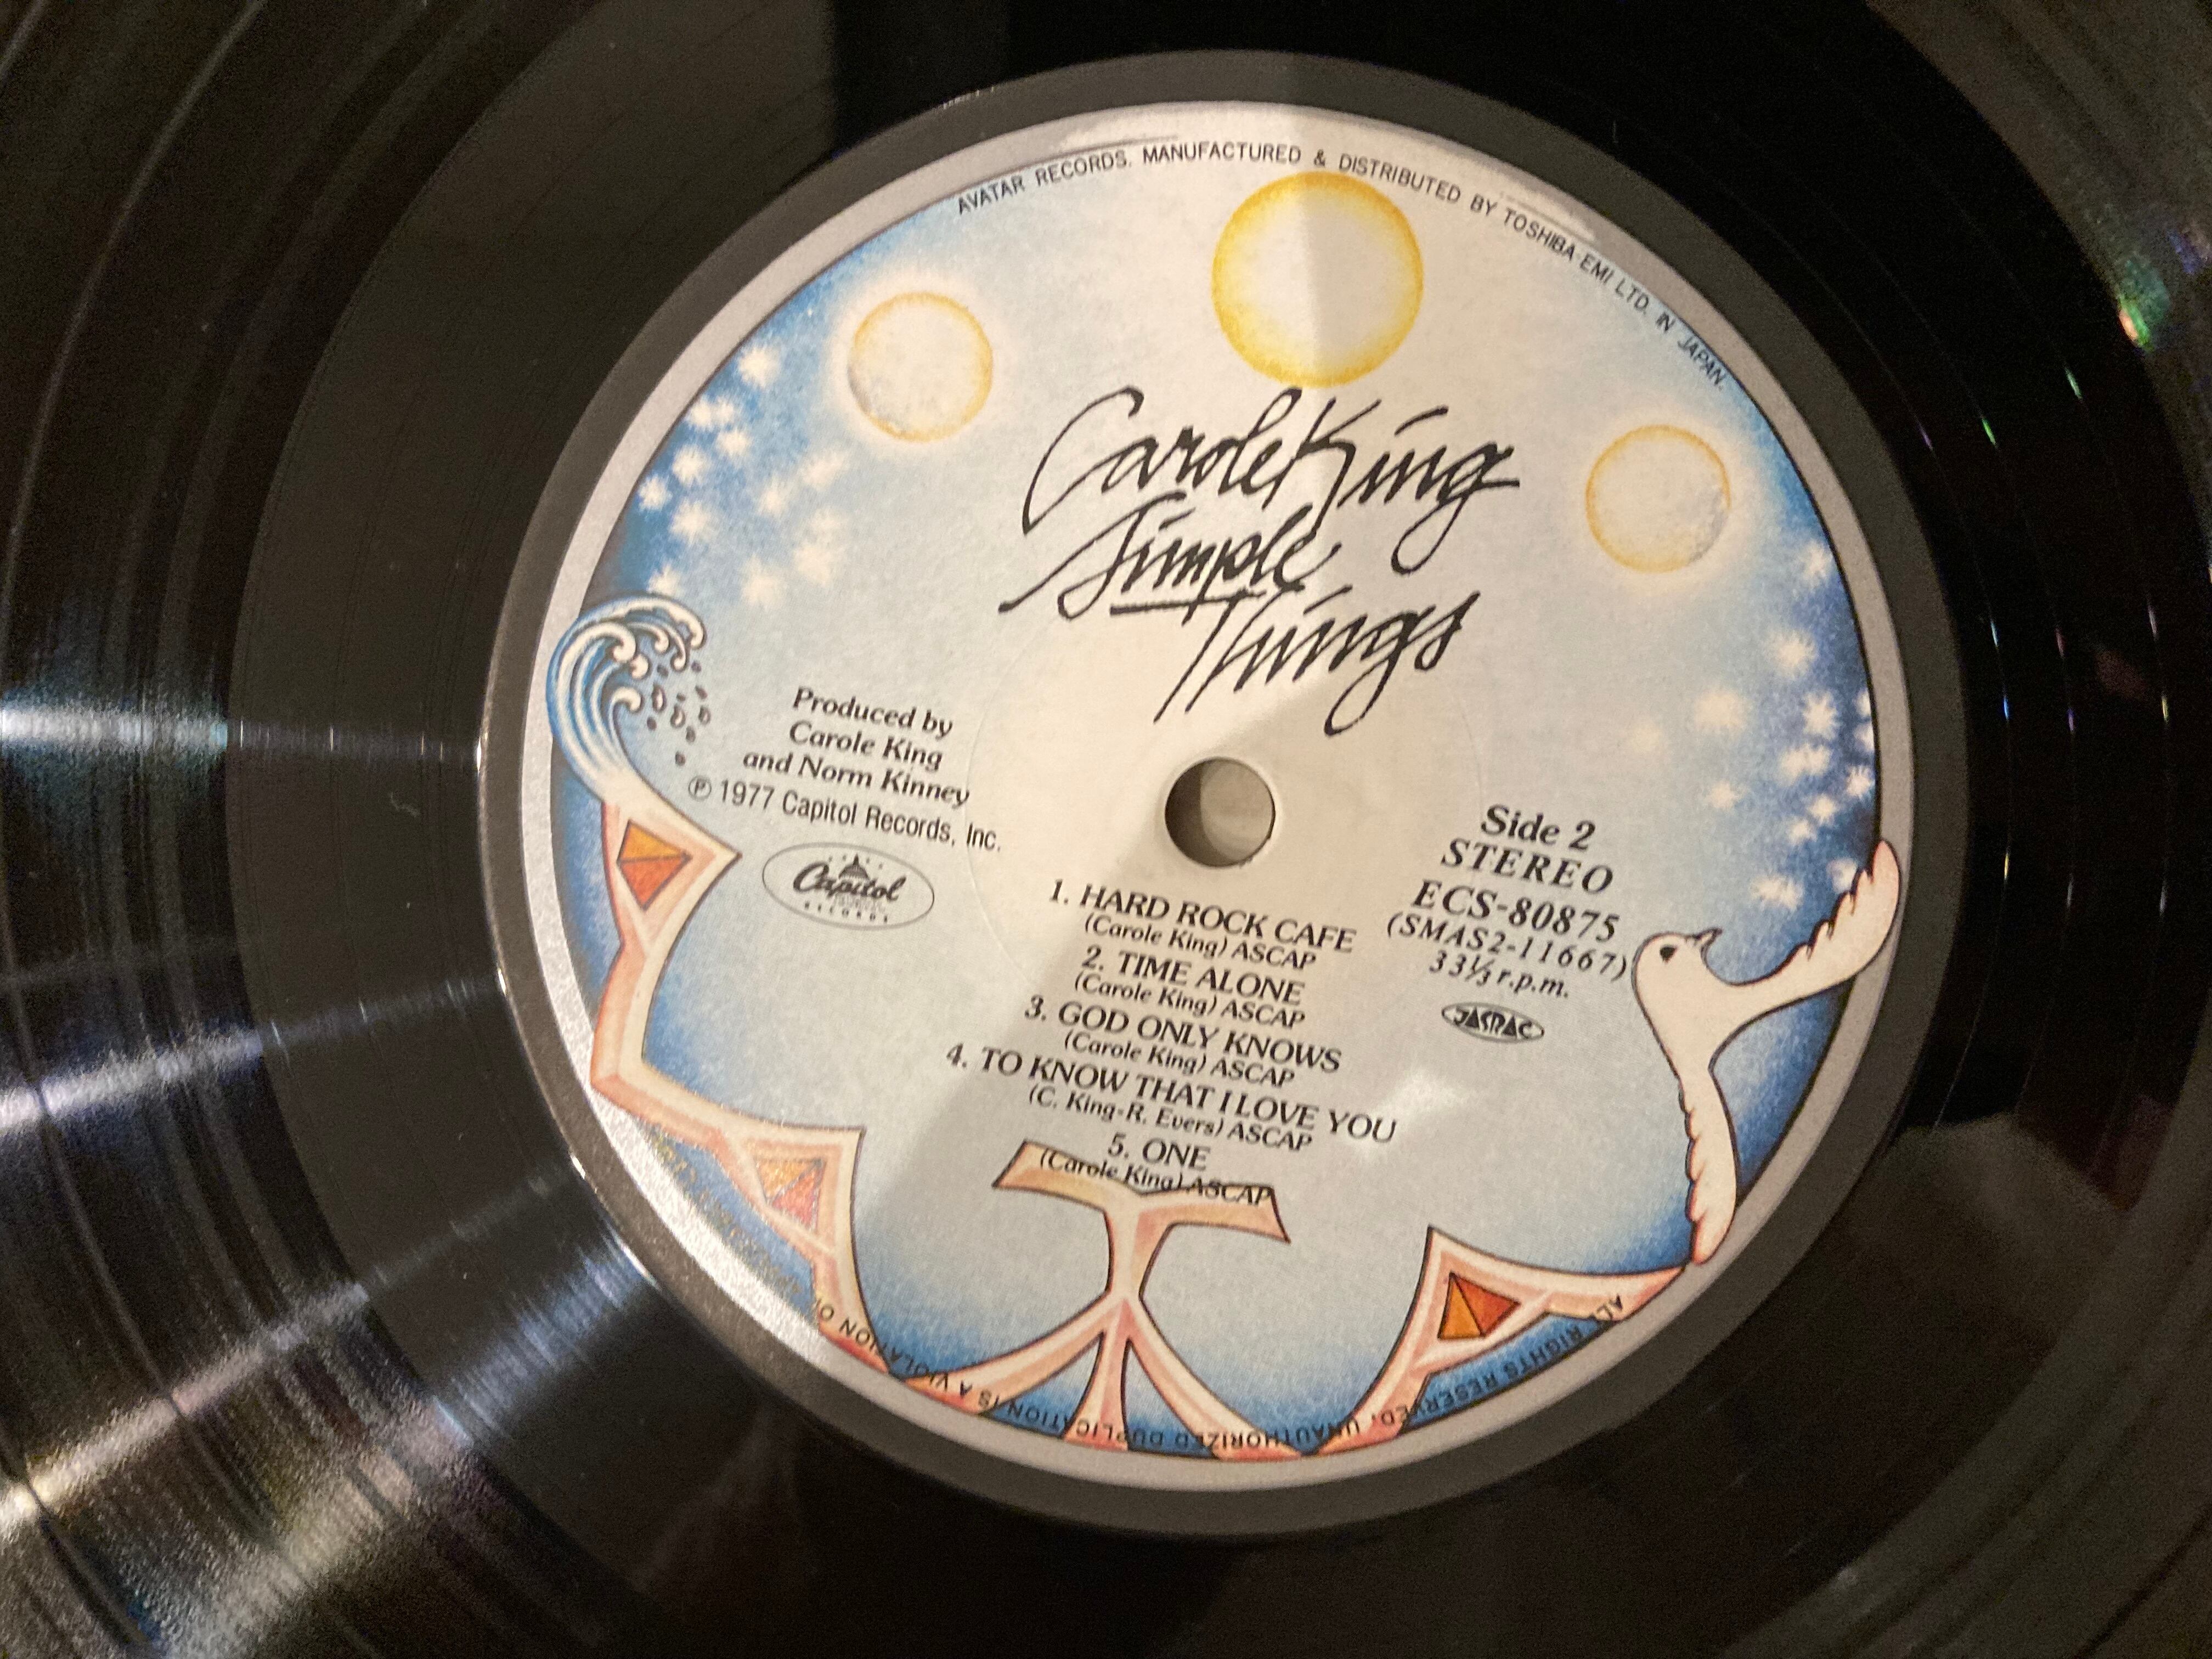 AVATAR RECORDS. MANUFACTURED & DISTRIBUTED BY TOSHIBA-EMI LTD. IN JAPAN.
Carole King
Simple
Things
Produced by
Carole King
and Norm Kinney
Ⓟ 1977 Capitol Records, Inc.
Capitol
RECORDS
Side 2
STEREO
ECS-80875
(SMAS2-11667)
33⅓ r.p.m.
JASRAC
1. HARD ROCK CAFE
(Carole King) ASCAP
2. TIME ALONE
(Carole King) ASCAP
3. GOD ONLY KNOWS
(Carole King) ASCAP
4. TO KNOW THAT I LOVE YOU
(C. King-R. Evers) ASCAP
5. ONE
(Carole King) ASCAP
ALL RIGHTS RESERVED. UNAUTHORIZED DUPLICATION IS A VIOLATION OF